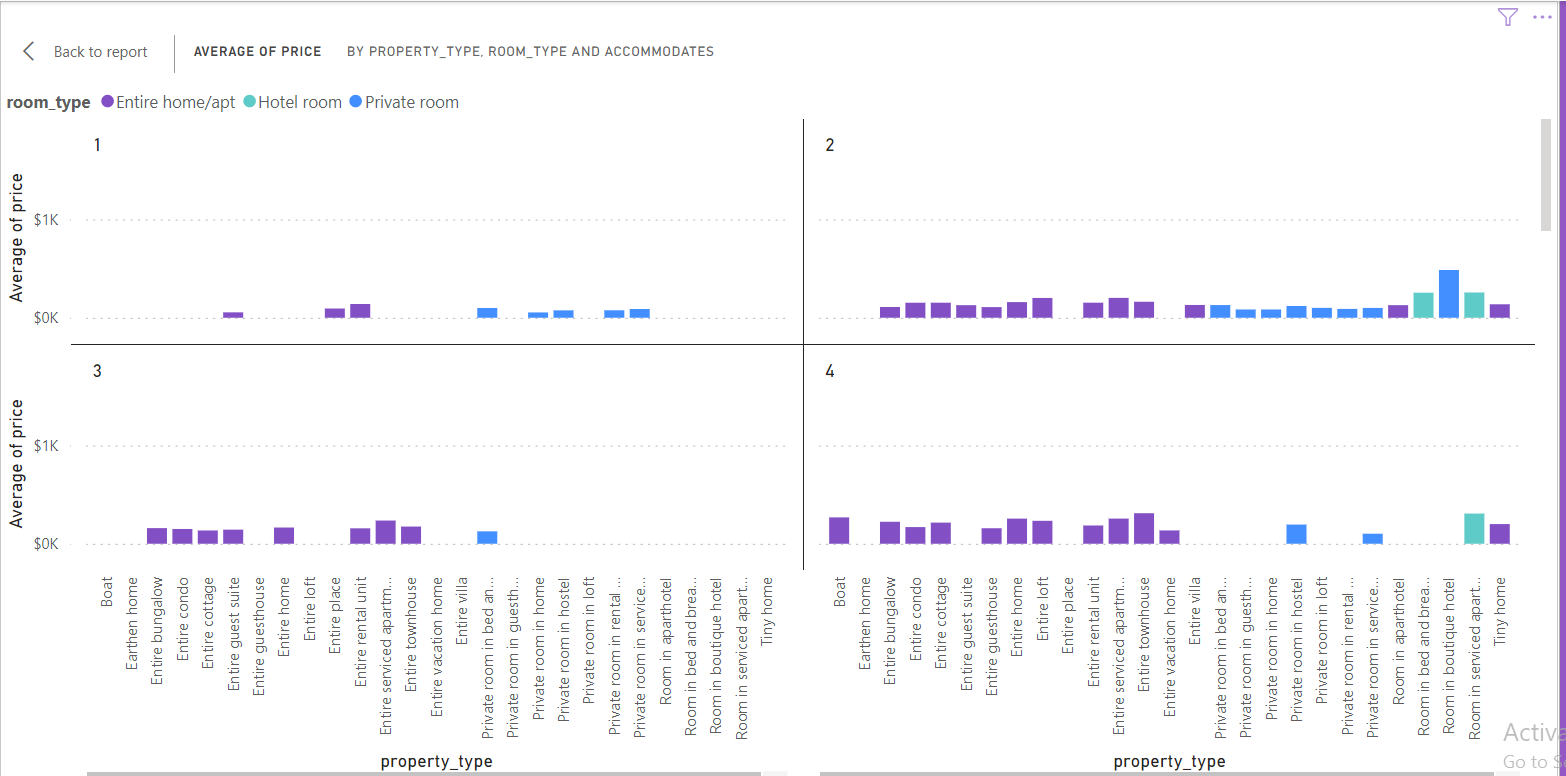 Back to report AVERAGE OF PRICE BY PROPERTY_TYPE, ROOM_TYPE AND ACCOMMODATES
room_type Entire home/apt Hotel room Private room
1
2
Average of price
$1K
$0K
3
4
Average of price
$1K
$0K
Boat
Earthen home
Entire bungalow
Entire condo
Entire cottage
Entire guest suite
Entire guesthouse
Entire home
Entire loft
Entire place
Entire rental unit
Entire serviced apartm...
Entire townhouse
Entire vacation home
Entire villa
Private room in bed an...
Private room in guesth...
Private room in home
Private room in hostel
Private room in loft
Private room in rental ...
Private room in service...
Room in aparthotel
Room in bed and brea...
Room in boutique hotel
Room in serviced apart...
Tiny home
Boat
Earthen home
Entire bungalow
Entire condo
Entire cottage
Entire guest suite
Entire guesthouse
Entire home
Entire loft
Entire place
Entire rental unit
Entire serviced apartm...
Entire townhouse
Entire vacation home
Entire villa
Private room in bed an...
Private room in guesth...
Private room in home
Private room in hostel
Private room in loft
Private room in rental ...
Private room in service...
Room in aparthotel
Room in bed and brea...
Room in boutique hotel
Room in serviced apart...
Tiny home
property_type
property_type
Activa
Go to S